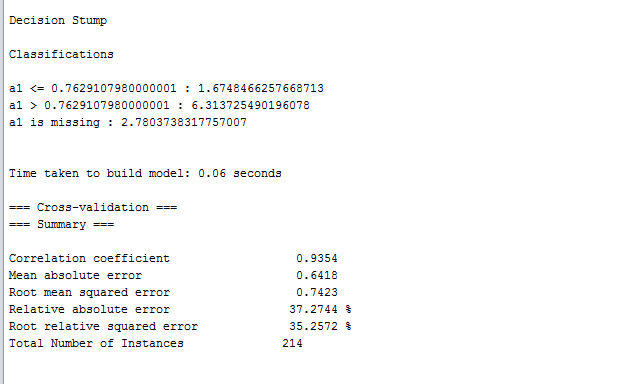 Decision Stump
Classifications
a1 <= 0.7629107980000001 : 1.6748466257668713
a1 > 0.7629107980000001 : 6.313725490196078
a1 is missing : 2.7803738317757007
Time taken to build model: 0.06 seconds
=== Cross-validation ===
=== Summary ===
Correlation coefficient 0.9354
Mean absolute error 0.6418
Root mean squared error 0.7423
Relative absolute error 37.2744 %
Root relative squared error 35.2572 %
Total Number of Instances 214